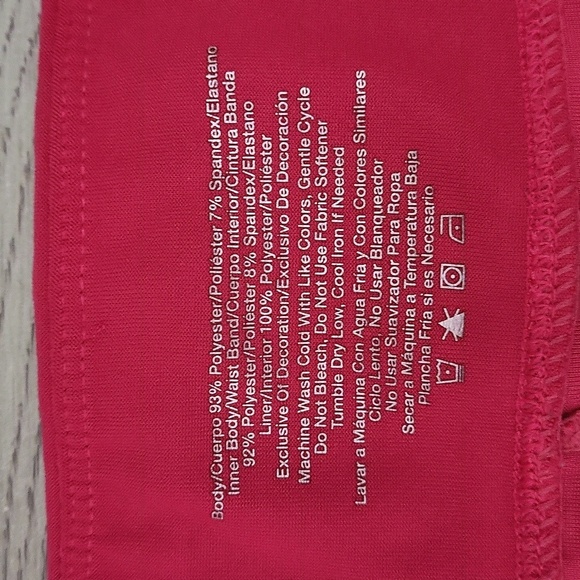 Body/Cuerpo 93% Polyester/Poliéster 7% Spandex/Elastano
Inner Body/Waist Band/Cuerpo Interior/Cintura Banda
92% Polyester/Poliéster 8% Spandex/Elastano
Liner/Interior 100% Polyester/Poliéster
Exclusive Of Decoration/Exclusivo De Decoración
Machine Wash Cold With Like Colors, Gentle Cycle
Do Not Bleach, Do Not Use Fabric Softener
Tumble Dry Low, Cool Iron If Needed
Lavar a Máquina Con Agua Fría y Con Colores Similares
Ciclo Lento, No Usar Blanqueador
No Usar Suavizador Para Ropa
Secar a Máquina a Temperatura Baja
Plancha Fría si es Necesario